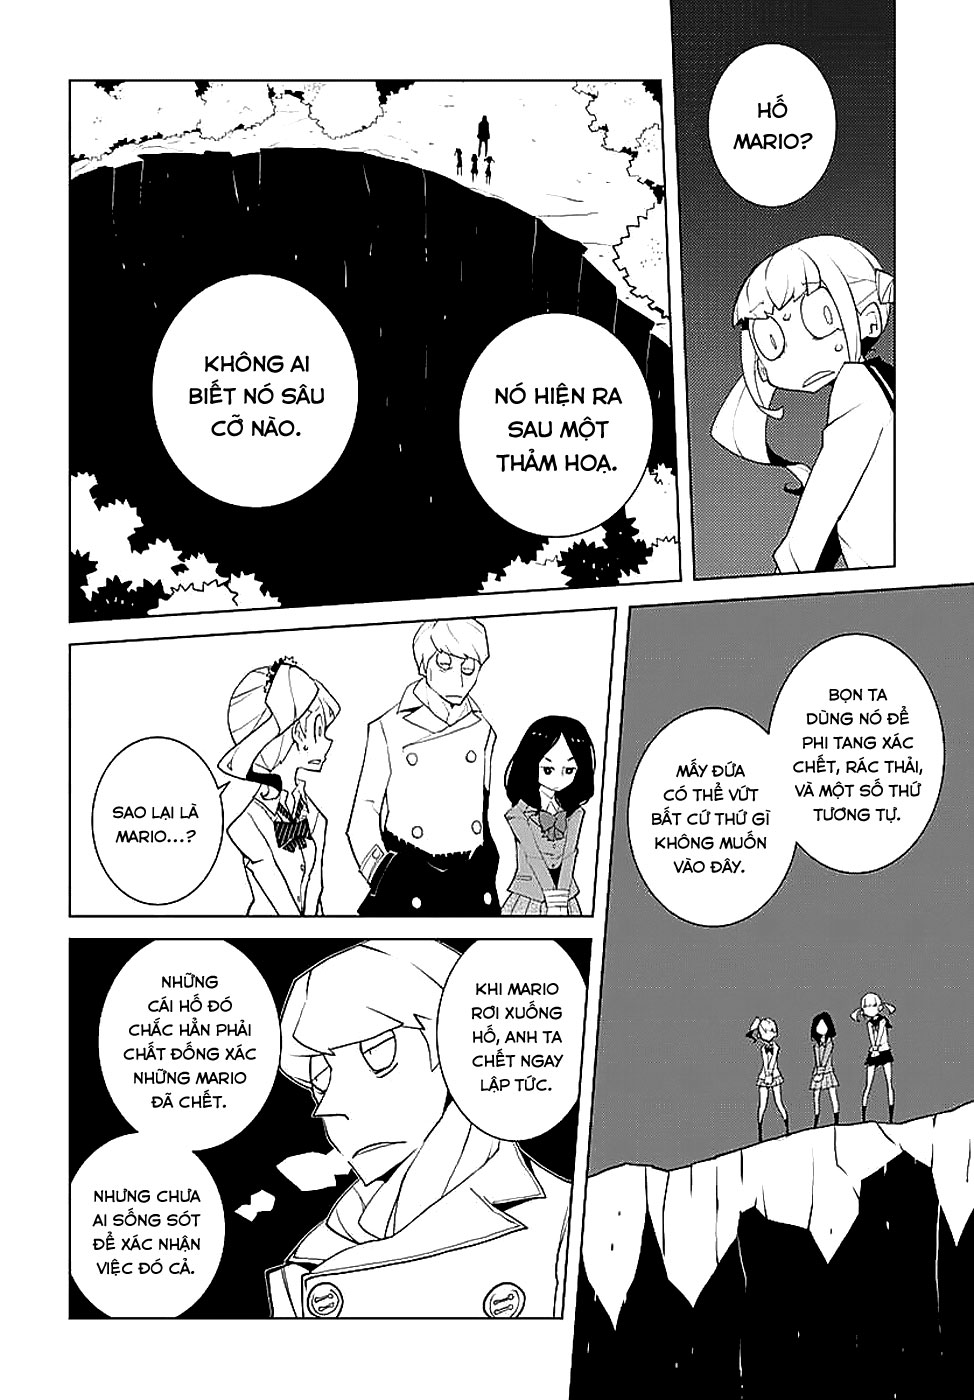 HỐ
MARIO?
NÓ HIỆN RA
SAU MỘT
THẢM HOẠ.
KHÔNG AI
BIẾT NÓ SÂU
CỠ NÀO.
BỌN TA
DÙNG NÓ ĐỂ
PHI TANG XÁC
CHẾT, RÁC THẢI,
VÀ MỘT SỐ THỨ
TƯƠNG TỰ.
MẤY ĐỨA
CÓ THỂ VỨT
BẤT CỨ THỨ GÌ
KHÔNG MUỐN
VÀO ĐÂY.
SAO LẠI LÀ
MARIO...?
KHI MARIO
RƠI XUỐNG
HỐ, ANH TA
CHẾT NGAY
LẬP TỨC.
NHỮNG
CÁI HỐ ĐÓ
CHẮC HẲN PHẢI
CHẤT ĐỐNG XÁC
NHỮNG MARIO
ĐÃ CHẾT.
NHƯNG CHƯA
AI SỐNG SÓT
ĐỂ XÁC NHẬN
VIỆC ĐÓ CẢ.